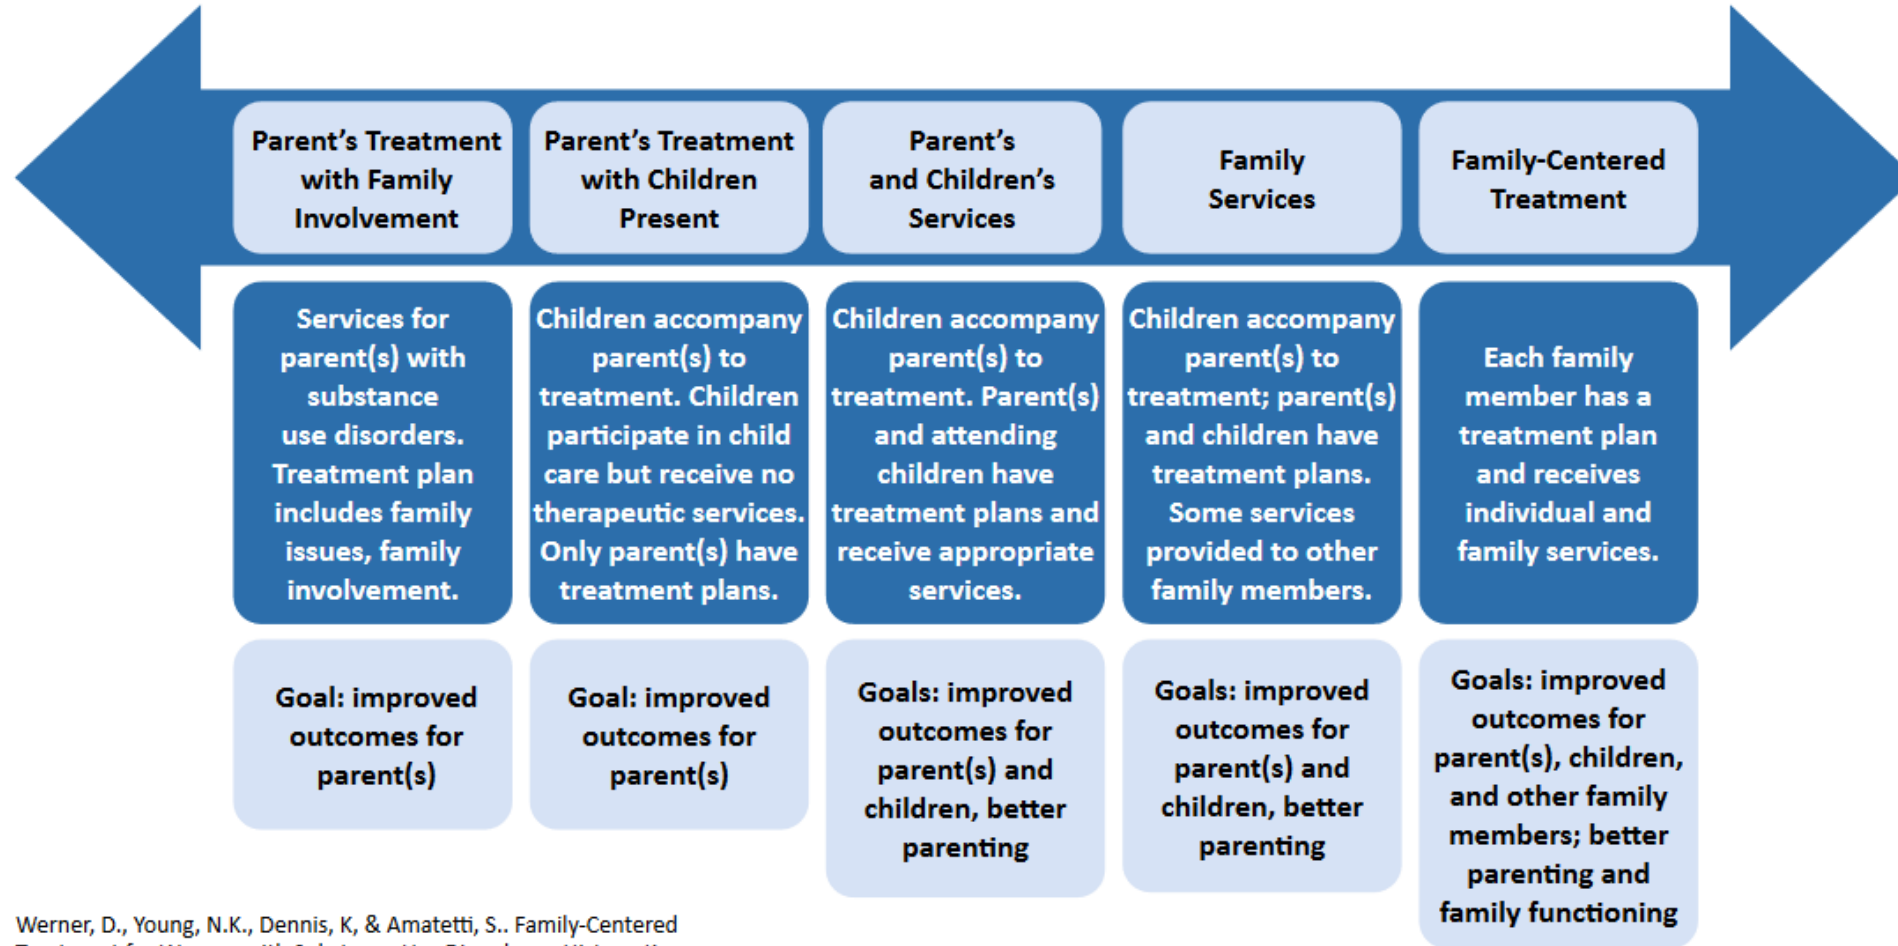 Parent’s Treatment
with Family
Involvement
Parent’s Treatment
with Children
Present
Parent’s
and Children’s
Services
Family
Services
Family-Centered
Treatment
Services for
parent(s) with
substance
use disorders.
Treatment plan
includes family
issues, family
involvement.
Children accompany
parent(s) to
treatment. Children
participate in child
care but receive no
therapeutic services.
Only parent(s) have
treatment plans.
Children accompany
parent(s) to
treatment. Parent(s)
and attending
children have
treatment plans and
receive appropriate
services.
Children accompany
parent(s) to
treatment; parent(s)
and children have
treatment plans.
Some services
provided to other
family members.
Each family
member has a
treatment plan
and receives
individual and
family services.
Goal: improved
outcomes for
parent(s)
Goal: improved
outcomes for
parent(s)
Goals: improved
outcomes for
parent(s) and
children, better
parenting
Goals: improved
outcomes for
parent(s) and
children, better
parenting
Goals: improved
outcomes for
parent(s), children,
and other family
members; better
parenting and
family functioning
Werner, D., Young, N.K., Dennis, K, & Amatetti, S.. Family-Centered